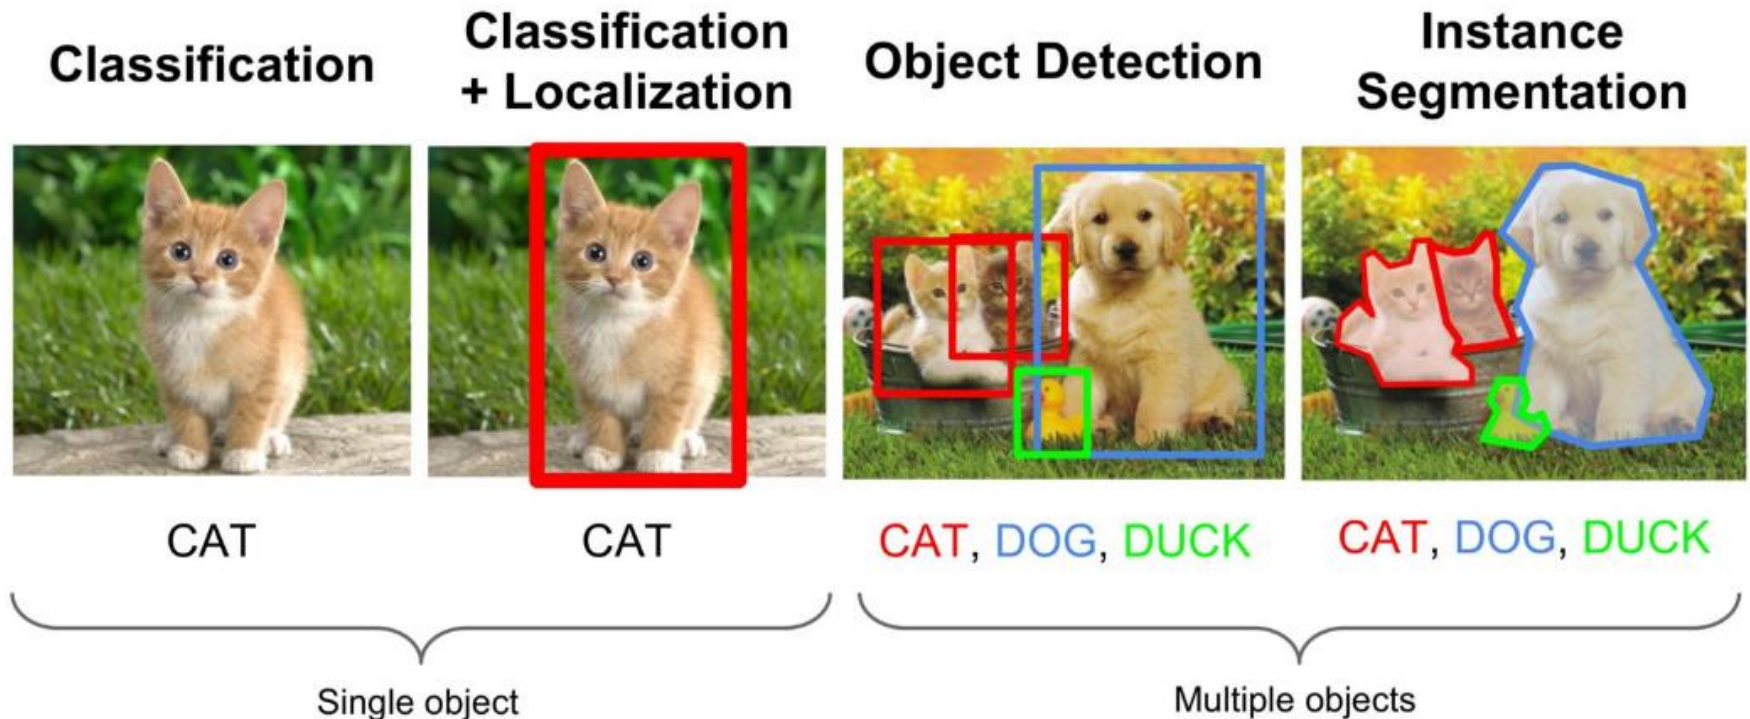 Classification
Classification
+ Localization
Object Detection
Instance
Segmentation
CAT
CAT
CAT, DOG, DUCK
CAT, DOG, DUCK
Single object
Multiple objects